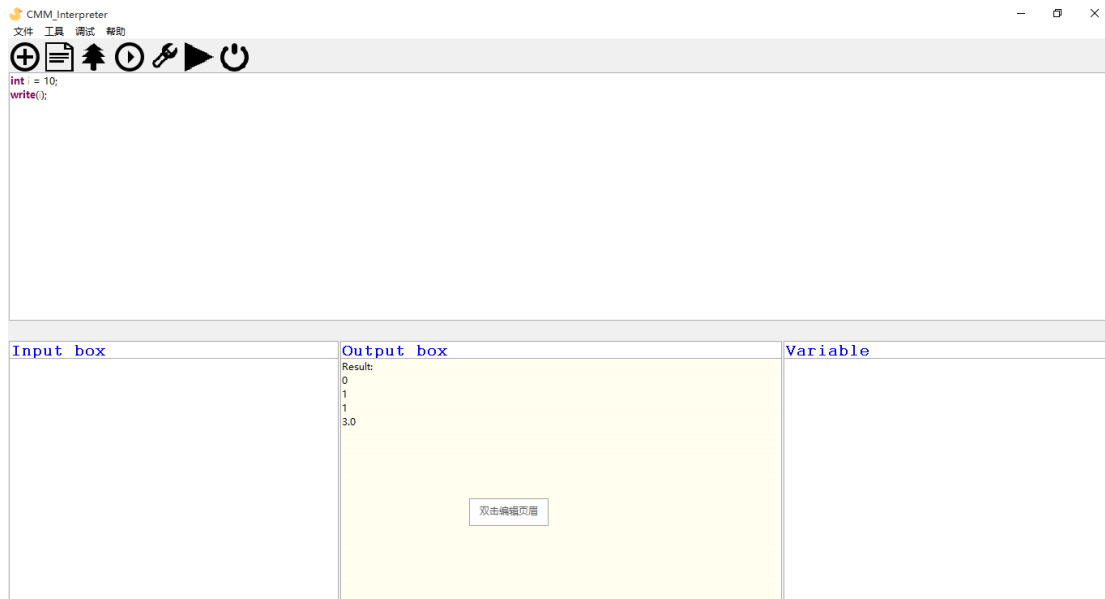 CMM_Interpreter
文件 工具 调试 帮助
int i = 10;
write(i);
Input box
Output box
Variable
Result:
0
1
1
3.0
双击编辑页眉